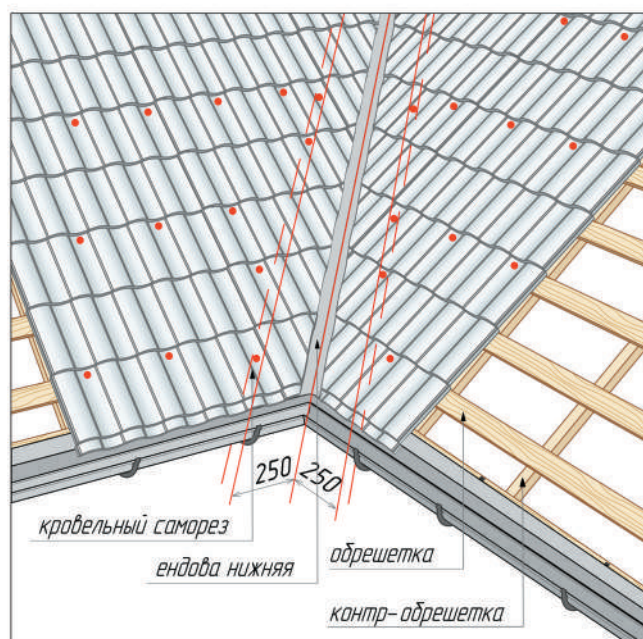 250 250
кровельный саморез
ендова нижняя
обрешетка
контр-обрешетка